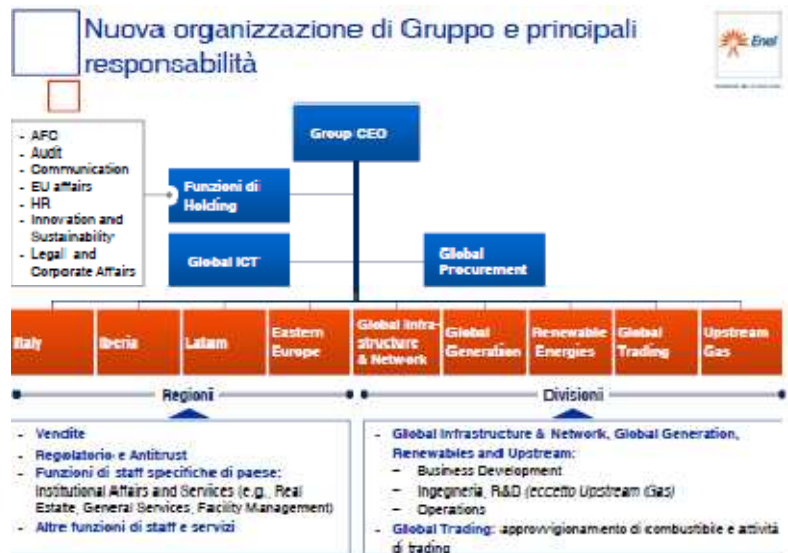 Nuova organizzazione di Gruppo e principali
responsabilità
Enel
Group CEO
- AFC
- Audit
- Communication
- EU affairs
- HR
- Innovation and
Sustainability
- Legal and
Corporate Affairs
Funzioni di
Holding
Global ICT
Global
Procurement
Italy
Iberia
Latam
Eastern
Europe
Global Infra-
structure
& Network
Global
Generation
Renewable
Energies
Global
Trading
Upstream
Gas
Regioni
Divisioni
- Vendite
- Regolatorio e Antitrust
- Funzioni di staff specifiche di paese:
Institutional Affairs and Services (e.g., Real
Estate, General Services, Facility Management)
- Altre funzioni di staff e servizi
- Global Infrastructure & Network, Global Generation,
Renewables and Upstream:
– Business Development
– Ingegneria, R&D (eccetto Upstream (Gas)
– Operations
- Global Trading: approvvigionamento di combustibile e attività
di trading